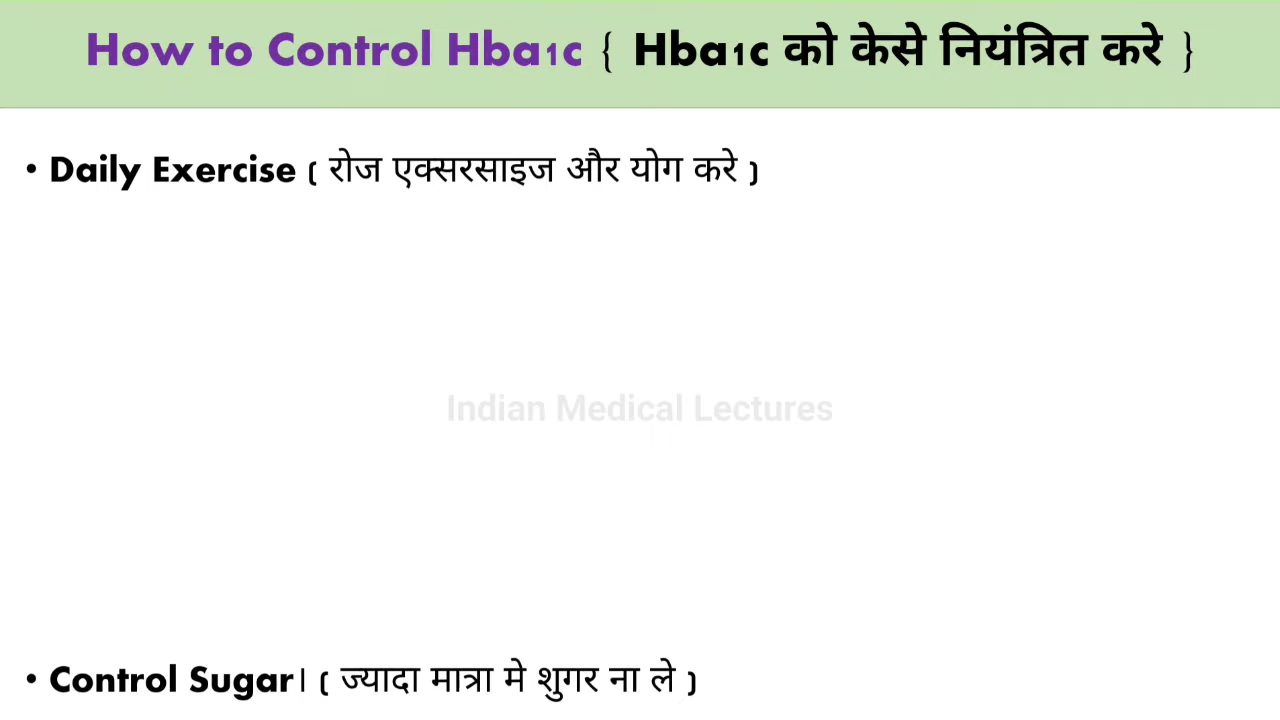 How to Control Hba1c { Hba1c को केसे नियंत्रित करे }
• Daily Exercise ( रोज एक्सरसाइज और योग करे )
Indian Medical Lectures
• Control Sugar। ( ज्यादा मात्रा मे शुगर ना ले )